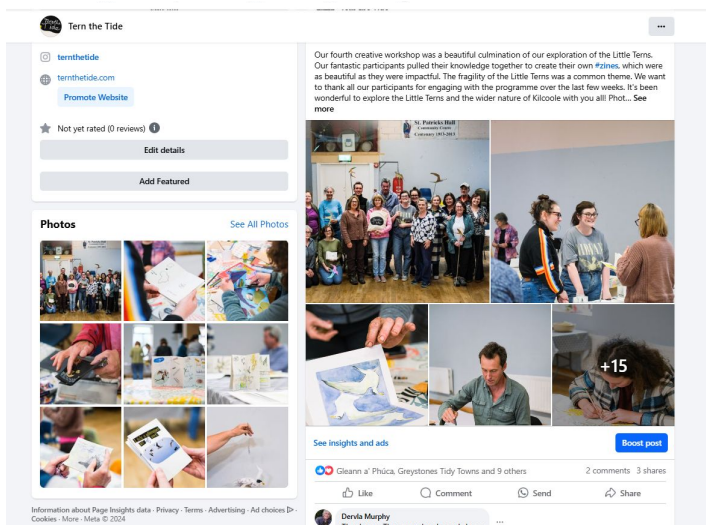 Tern the Tide
ternthetide
ternthetide.com
Promote Website
Not yet rated (0 reviews)
Edit details
Add Featured
Photos
See All Photos
Information about Page Insights data · Privacy · Terms · Advertising · Ad choices ·
Cookies · More · Meta © 2024
Our fourth creative workshop was a beautiful culmination of our exploration of the Little Terns.
Our fantastic participants pulled their knowledge together to create their own #zines, which were
as beautiful as they were impactful. The fragility of the Little Terns was a common theme. We want
to thank all our participants for engaging with the programme over the last few weeks. It's been
wonderful to explore the Little Terns and the wider nature of Kilcoole with you all! Phot... See
more
St. Patricks Hall
Community Centre
Centenary 1913-2013
+15
See insights and ads
Boost post
Gleann a' Phúca, Greystones Tidy Towns and 9 others
2 comments 3 shares
Like
Comment
Send
Share
Dervla Murphy